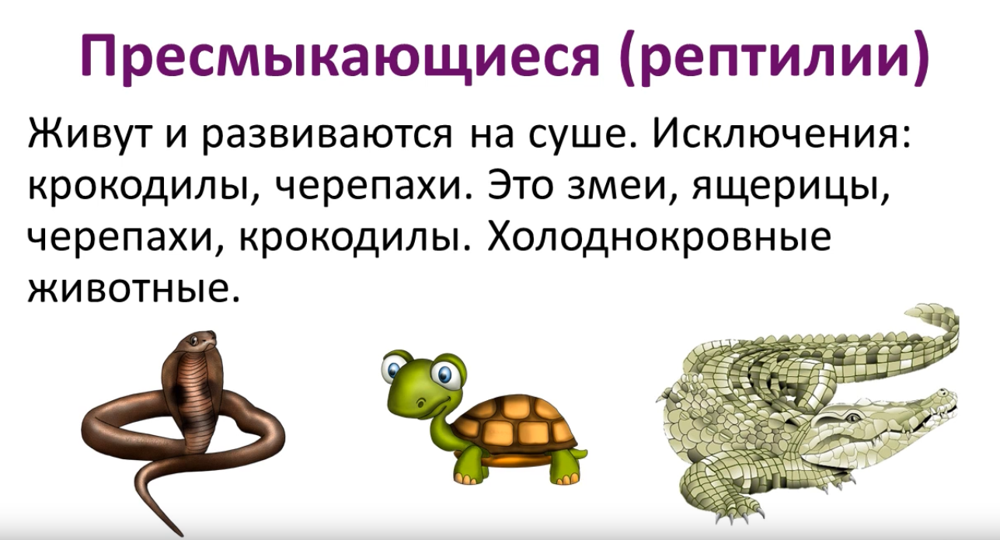 Пресмыкающиеся (рептилии)
Живут и развиваются на суше. Исключения:
крокодилы, черепахи. Это змеи, ящерицы,
черепахи, крокодилы. Холоднокровные
животные.